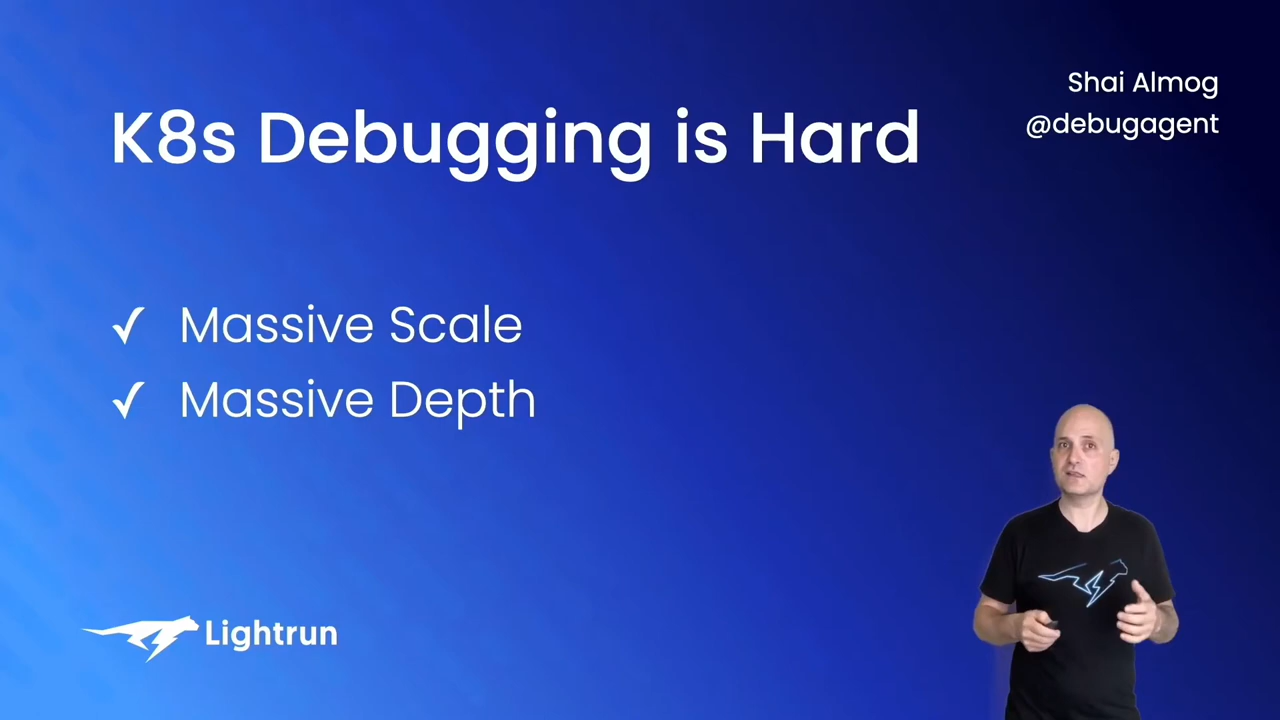 K8s Debugging is Hard
Shai Almog
@debugagent
✓ Massive Scale
✓ Massive Depth
Lightrun